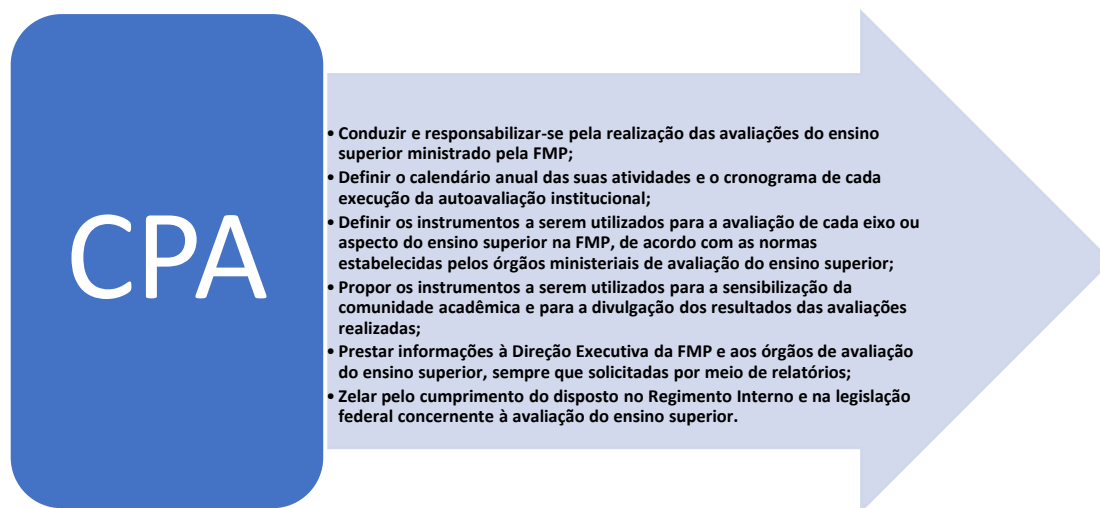 CPA
• Conduzir e responsabilizar-se pela realização das avaliações do ensino
superior ministrado pela FMP;
• Definir o calendário anual das suas atividades e o cronograma de cada
execução da autoavaliação institucional;
• Definir os instrumentos a serem utilizados para a avaliação de cada eixo ou
aspecto do ensino superior na FMP, de acordo com as normas
estabelecidas pelos órgãos ministeriais de avaliação do ensino superior;
• Propor os instrumentos a serem utilizados para a sensibilização da
comunidade acadêmica e para a divulgação dos resultados das avaliações
realizadas;
• Prestar informações à Direção Executiva da FMP e aos órgãos de avaliação
do ensino superior, sempre que solicitadas por meio de relatórios;
• Zelar pelo cumprimento do disposto no Regimento Interno e na legislação
federal concernente à avaliação do ensino superior.